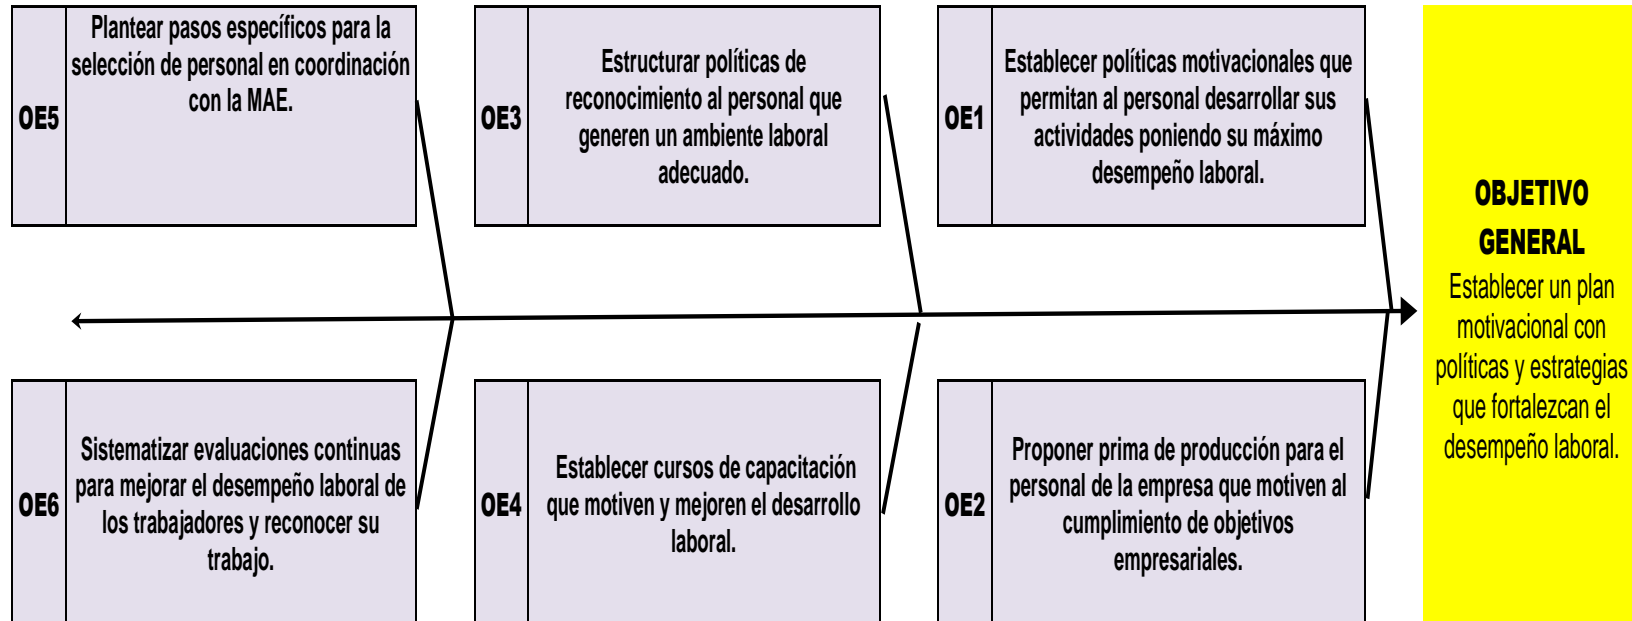 OE5
Plantear pasos específicos para la
selección de personal en coordinación
con la MAE.
OE3
Estructurar políticas de
reconocimiento al personal que
generen un ambiente laboral
adecuado.
OE1
Establecer políticas motivacionales que
permitan al personal desarrollar sus
actividades poniendo su máximo
desempeño laboral.
OBJETIVO
GENERAL
Establecer un plan
motivacional con
políticas y estrategias
que fortalezcan el
desempeño laboral.
OE6
Sistematizar evaluaciones continuas
para mejorar el desempeño laboral de
los trabajadores y reconocer su
trabajo.
OE4
Establecer cursos de capacitación
que motiven y mejoren el desarrollo
laboral.
OE2
Proponer prima de producción para el
personal de la empresa que motiven al
cumplimiento de objetivos
empresariales.